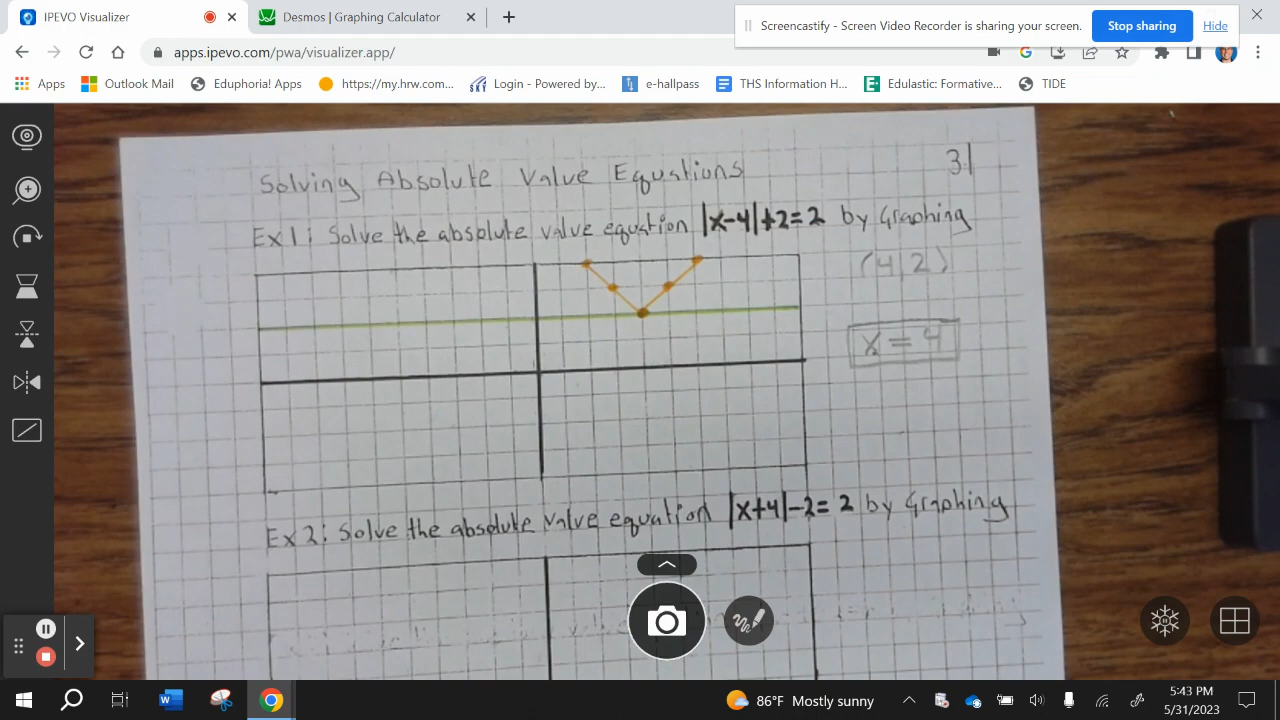 IPEVO Visualizer
Desmos | Graphing Calculator
Screencastify - Screen Video Recorder is sharing your screen.
Stop sharing
Hide
apps.ipevo.com/pwa/visualizer.app/
Apps
Outlook Mail
Eduphoria! Apps
https://my.hrw.com...
Login - Powered by...
e-hallpass
THS Information H...
Edulastic: Formative...
TIDE
Solving Absolute Value Equations
31
Ex 1: Solve the absolute value equation |x-4|+2=2 by Graphing
(4,2)
x = 4
Ex 2: Solve the absolute value equation |x+4|-2=2 by Graphing
86°F Mostly sunny
5:43 PM
5/31/2023